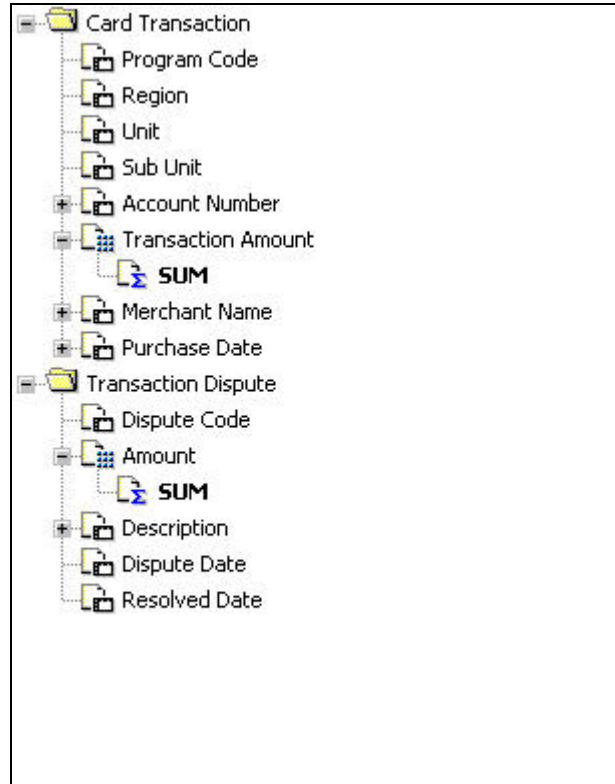 Card Transaction
Program Code
Region
Unit
Sub Unit
Account Number
Transaction Amount
SUM
Merchant Name
Purchase Date
Transaction Dispute
Dispute Code
Amount
SUM
Description
Dispute Date
Resolved Date